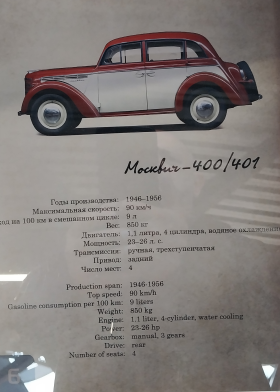 Москвич-400/401
Годы производства: 1946–1956
Максимальная скорость: 90 км/ч
ход на 100 км в смешанном цикле: 9 л
Вес: 850 кг
Двигатель: 1.1 литра, 4 цилиндра, водяное охлаждение
Мощность: 23–26 л. с.
Трансмиссия: ручная, трехступенчатая
Привод: задний
Число мест: 4
Production span: 1946-1956
Top speed: 90 km/h
Gasoline consumption per 100 km: 9 liters
Weight: 850 kg
Engine: 1.1 liter, 4-cylinder, water cooling
Power: 23-26 hp
Gearbox: manual, 3 gears
Drive: rear
Number of seats: 4